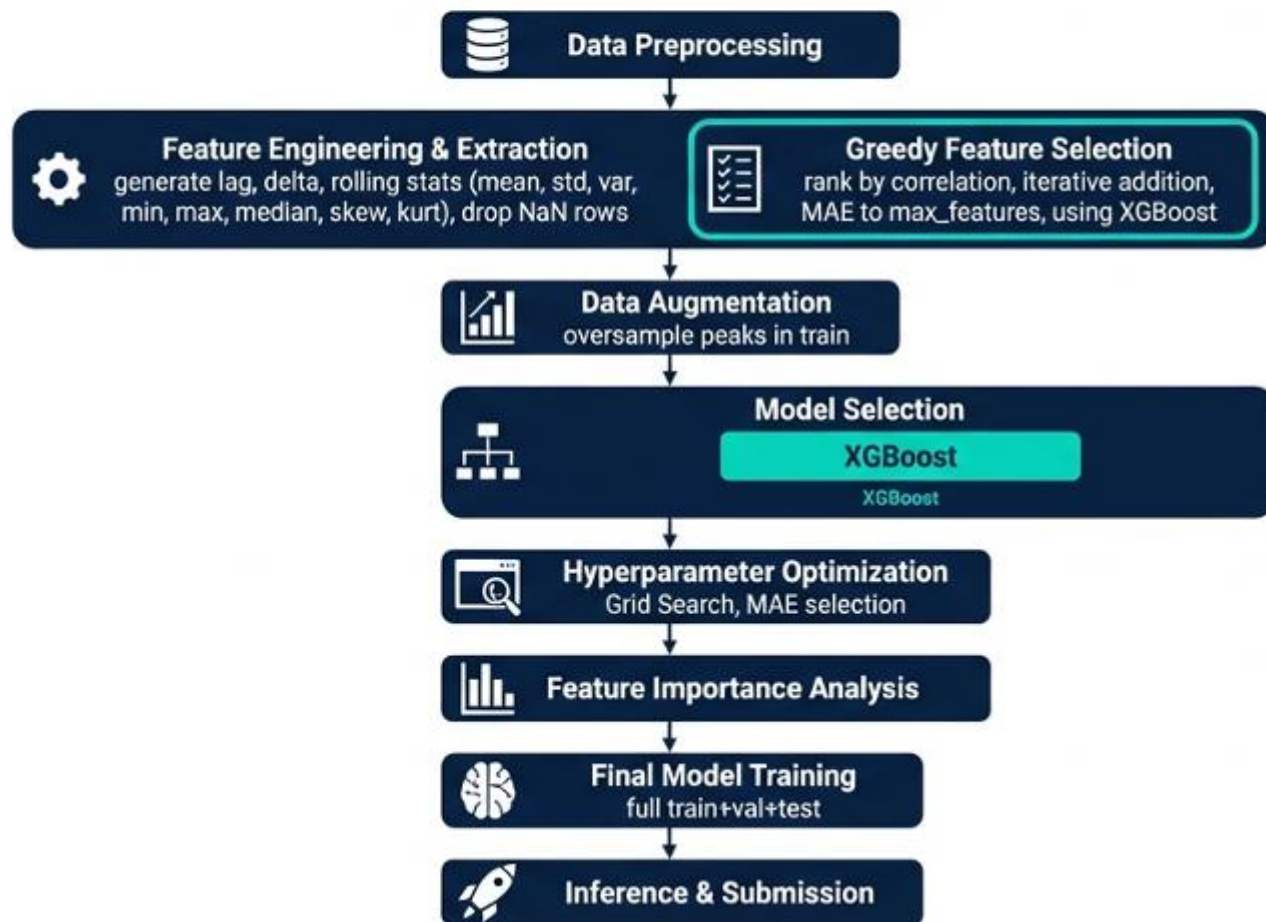 Data Preprocessing
Feature Engineering & Extraction
generate lag, delta, rolling stats (mean, std, var,
min, max, median, skew, kurt), drop NaN rows
Greedy Feature Selection
rank by correlation, iterative addition,
MAE to max_features, using XGBoost
Data Augmentation
oversample peaks in train
Model Selection
XGBoost
XGBoost
Hyperparameter Optimization
Grid Search, MAE selection
Feature Importance Analysis
Final Model Training
full train+val+test
Inference & Submission